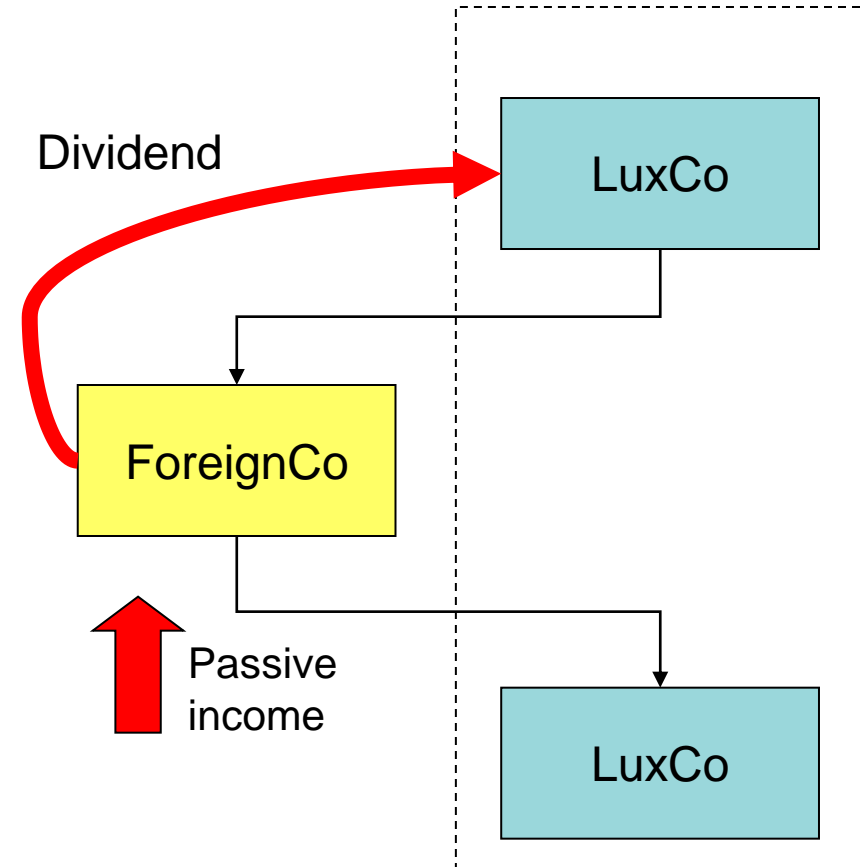 Dividend
LuxCo
ForeignCo
Passive
income
LuxCo